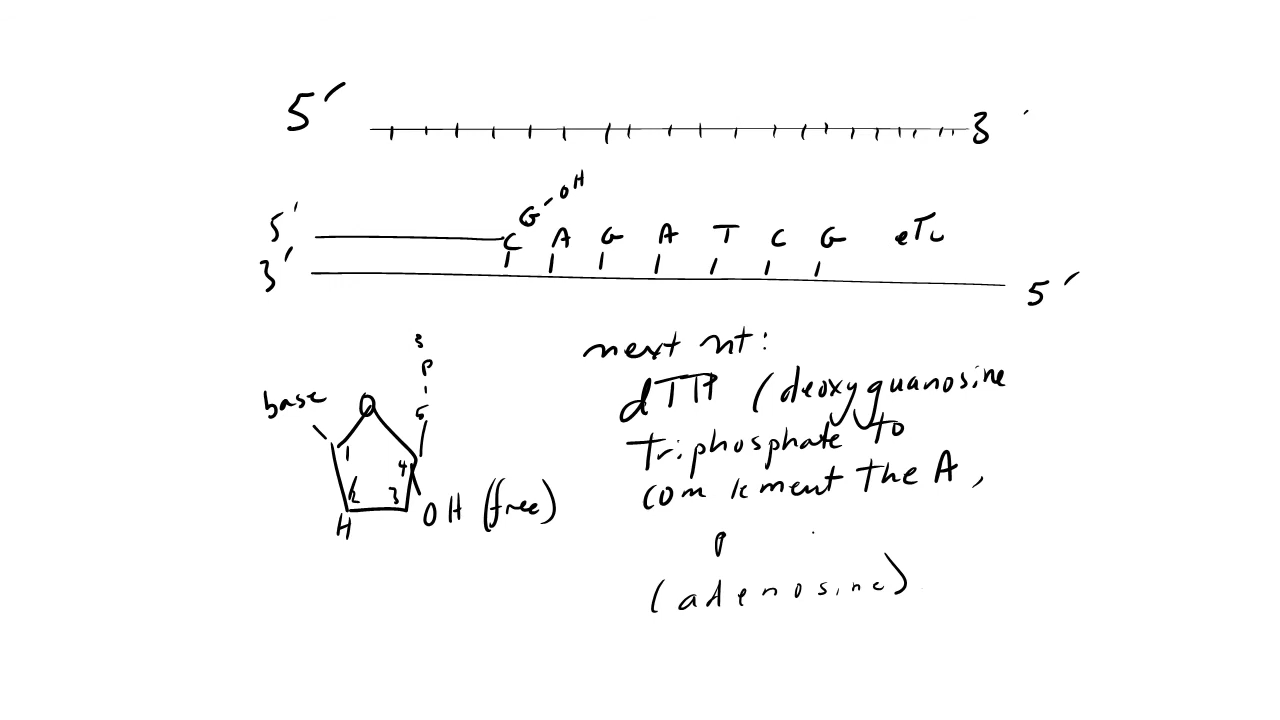 5′ 3
G-OH
5′ C A G A T C G etc
3′ 5′
next nt:
3
P
dTTP (deoxyguanosine
base O 5
triphosphate to
1 4
complement the A,
2 3
H OH (free)
(adenosine)